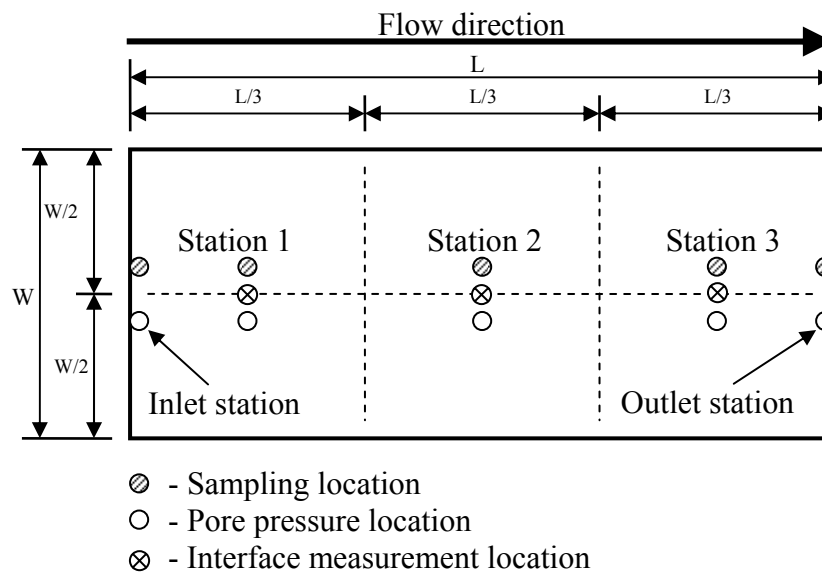 Flow direction
L
L/3 L/3 L/3
W/2
Station 1 Station 2 Station 3
W
W/2
Inlet station Outlet station
- Sampling location
- Pore pressure location
- Interface measurement location